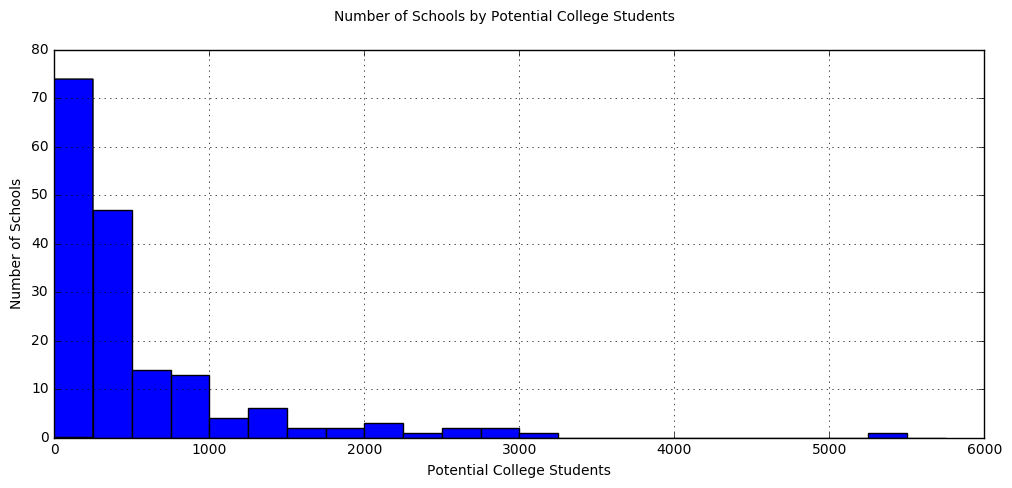 Number of Schools by Potential College Students
80
70
60
50
40
30
20
10
0
Number of Schools
0 1000 2000 3000 4000 5000 6000
Potential College Students